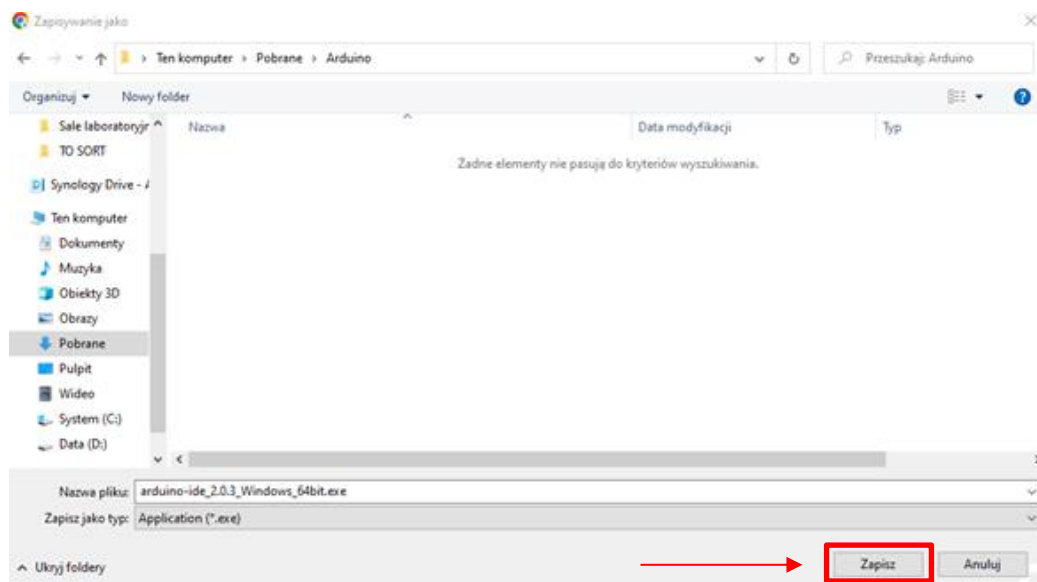 Zapisywanie jako
Ten komputer › Pobrane › Arduino
Przeszukaj: Arduino
Organizuj
Nowy folder
Sale laboratoryjr
Nazwa
Data modyfikacji
Typ
TO SORT
Żadne elementy nie pasują do kryteriów wyszukiwania.
Synology Drive - A
Ten komputer
Dokumenty
Muzyka
Obiekty 3D
Obrazy
Pobrane
Pulpit
Wideo
System (C:)
Data (D:)
Nazwa pliku: arduino-ide_2.0.3_Windows_64bit.exe
Zapisz jako typ: Application (*.exe)
Ukryj foldery
Zapisz
Anuluj